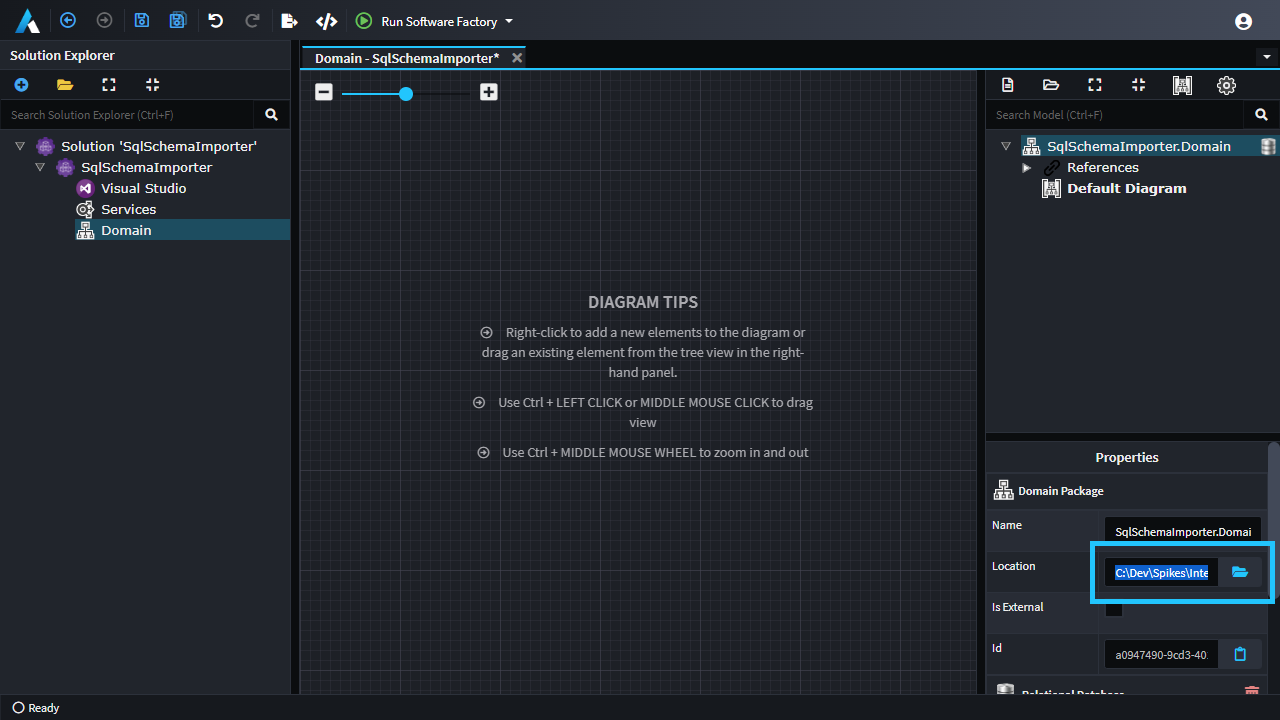 Run Software Factory
Solution Explorer
Search Solution Explorer (Ctrl+F)
Solution 'SqlSchemaImporter'
SqlSchemaImporter
Visual Studio
Services
Domain
Domain - SqlSchemaImporter*
DIAGRAM TIPS
Right-click to add a new elements to the diagram or
drag an existing element from the tree view in the right-
hand panel.
Use Ctrl + LEFT CLICK or MIDDLE MOUSE CLICK to drag
view
Use Ctrl + MIDDLE MOUSE WHEEL to zoom in and out
Search Model (Ctrl+F)
SqlSchemaImporter.Domain
References
Default Diagram
Properties
Domain Package
Name
SqlSchemaImporter.Domai
Location
C:\Dev\Spikes\Inte
Is External
Id
a0947490-9cd3-40
Relational Database
Ready